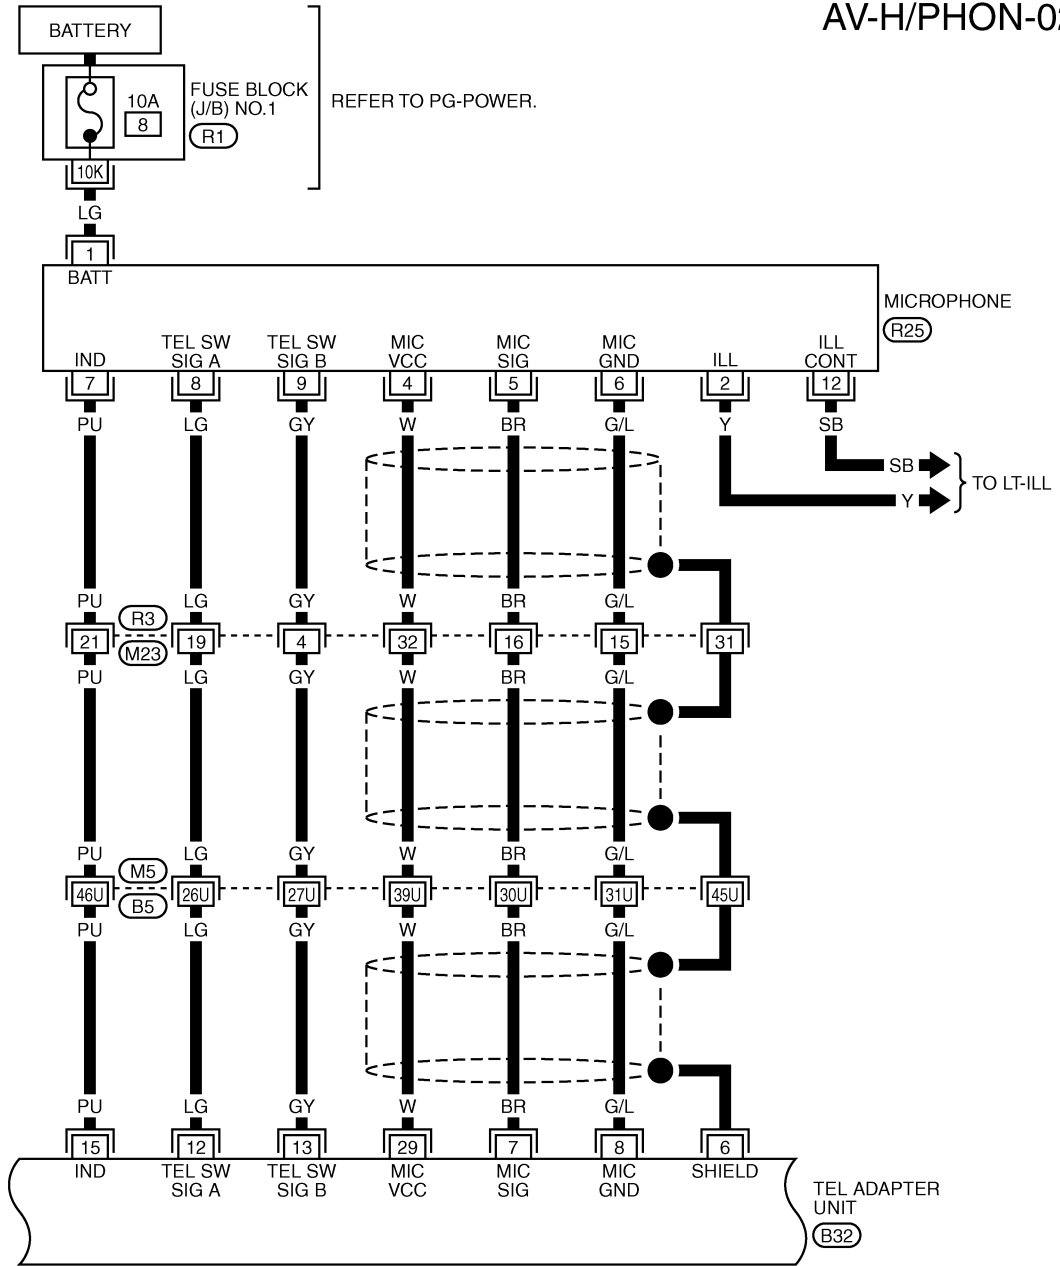 AV-H/PHON-02
BATTERY
10A
8
FUSE BLOCK
(J/B) NO.1
R1
REFER TO PG-POWER.
10K
LG
1
BATT
MICROPHONE
R25
IND
TEL SW
SIG A
TEL SW
SIG B
MIC
VCC
MIC
SIG
MIC
GND
ILL
ILL
CONT
7 8 9 4 5 6 2 12
PU LG GY W BR G/L Y SB
SB
Y
TO LT-ILL
PU LG GY W BR G/L
R3
21 19 4 32 16 15 31
M23
PU LG GY W BR G/L
PU LG GY W BR G/L
M5
46U 26U 27U 39U 30U 31U 45U
B5
PU LG GY W BR G/L
PU LG GY W BR G/L
15 12 13 29 7 8 6
IND
TEL SW
SIG A
TEL SW
SIG B
MIC
VCC
MIC
SIG
MIC
GND
SHIELD
TEL ADAPTER
UNIT
B32